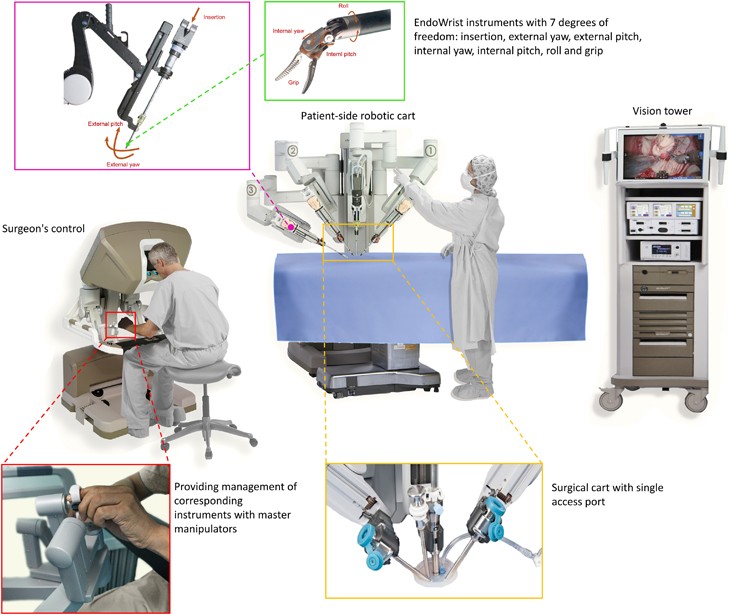 Insertion
External pitch
External yaw
Roll
Internal yaw
Internl pitch
Grip
EndoWrist instruments with 7 degrees of
freedom: insertion, external yaw, external pitch,
internal yaw, internal pitch, roll and grip
Patient-side robotic cart
Vision tower
①
②
③
Surgeon's control
Providing management of
corresponding
instruments with master
manipulators
Surgical cart with single
access port